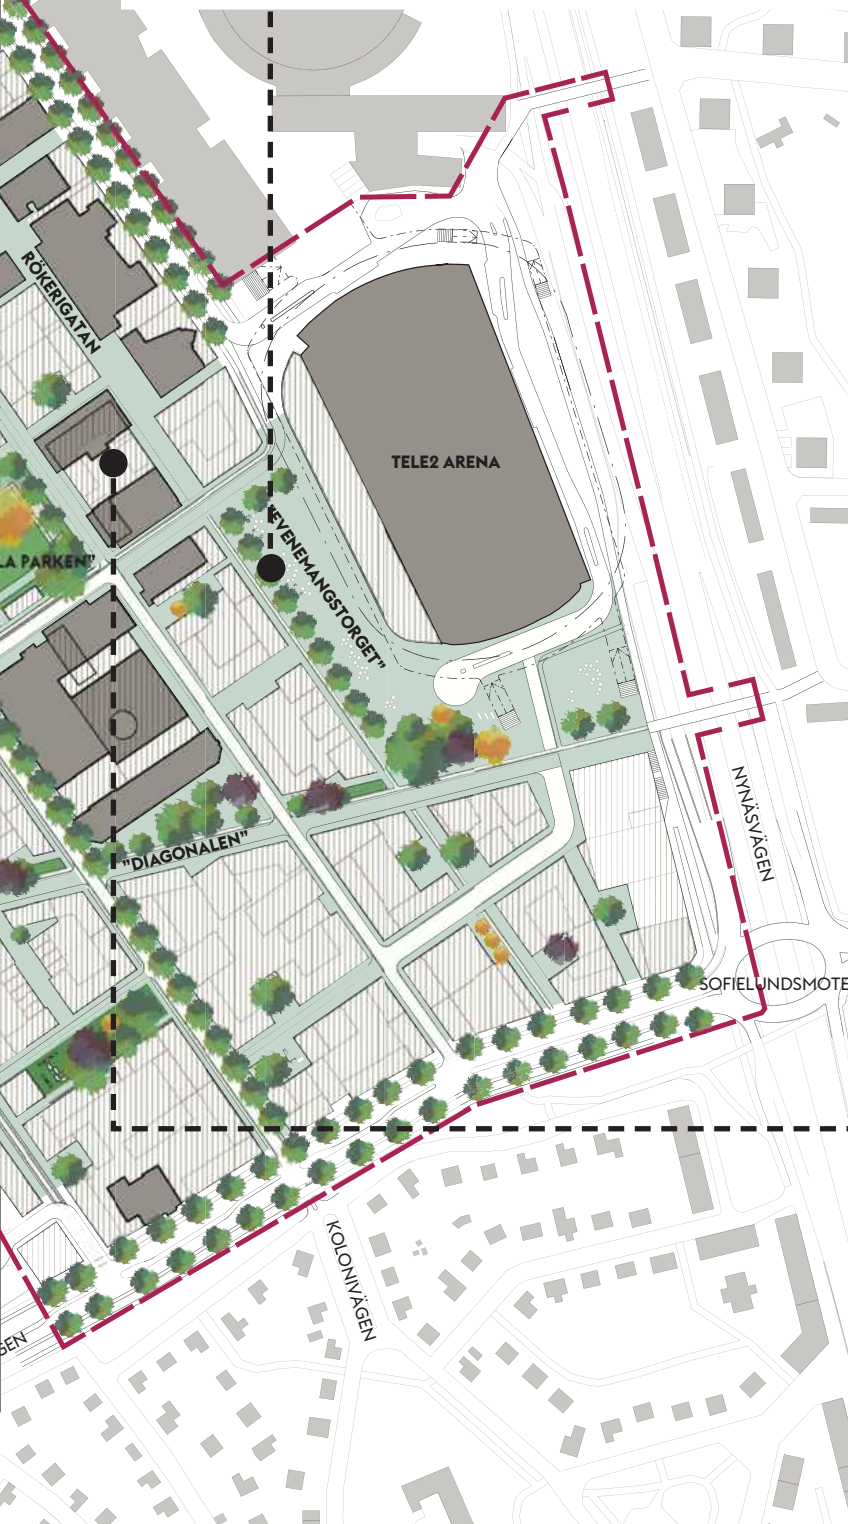 RÖKERIGATAN
TELE2 ARENA
"EVENEMANGSTORGET"
LA PARKEN"
"DIAGONALEN"
NYNÄSVÄGEN
SOFIELUNDSMOTE
KOLONIVÄGEN
GEN